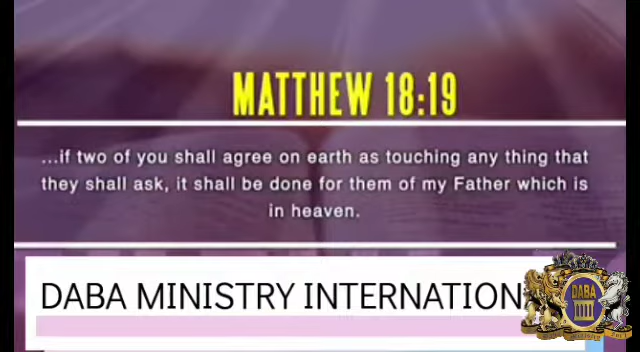 MATTHEW 18:19
...if two of you shall agree on earth as touching any thing that
they shall ask, it shall be done for them of my Father which is
in heaven.
DABA MINISTRY INTERNATION
DABA